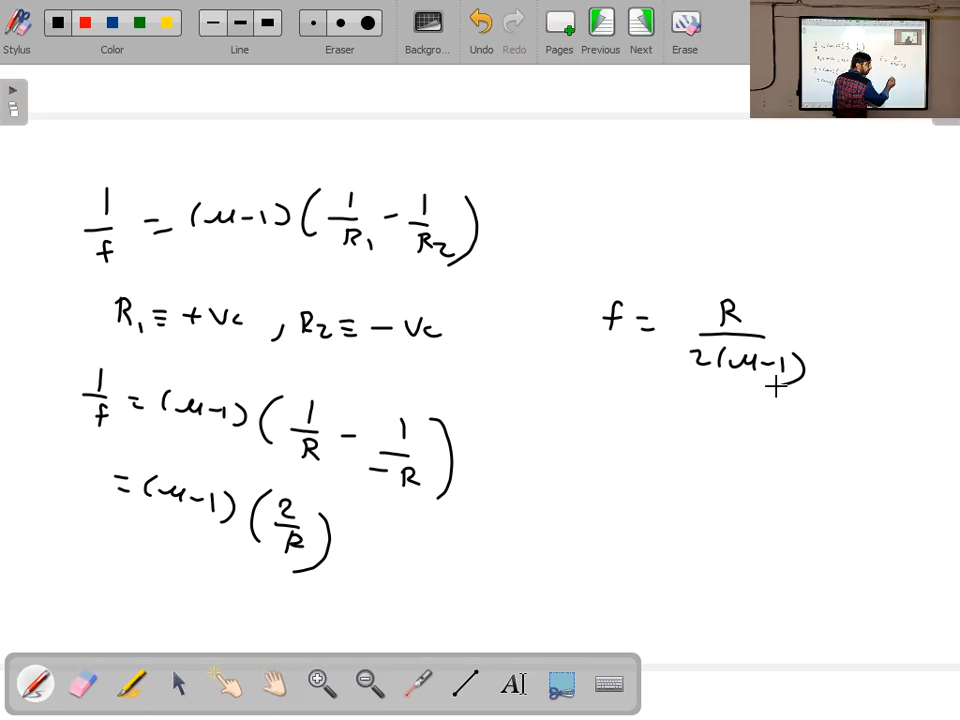 Stylus Color Line Eraser Backgro... Undo Redo Pages Previous Next Erase
1/f = (μ-1)(1/R₁ - 1/R₂)
R₁ ≡ +ve , R₂ ≡ -ve
1/f = (μ-1)(1/R - 1/-R)
= (μ-1)(2/R)
f = R/2(μ-1)
A